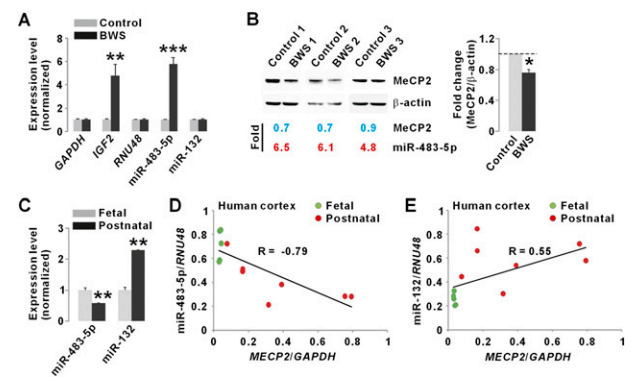 A
Control
BWS
Expression level
(normalized)
8
6
4
2
0
**
***
GAPDH
IGF2
RNU48
miR-483-5p
miR-132
B
Control 1
BWS 1
Control 2
BWS 2
Control 3
BWS 3
MeCP2
β-actin
Fold
0.7 0.7 0.9 MeCP2
6.5 6.1 4.8 miR-483-5p
Fold change
(MeCP2/β-actin)
1.2
0.8
0.4
0
*
Control
BWS
C
Fetal
Postnatal
Expression level
(normalized)
3
2
1
0
**
**
miR-483-5p
miR-132
D
Human cortex
Fetal
Postnatal
R = -0.79
miR-483-5p/RNU48
1
0.8
0.6
0.4
0.2
0
0 0.2 0.4 0.6 0.8 1
MECP2/GAPDH
E
Human cortex
Fetal
Postnatal
R = 0.55
miR-132/RNU48
1
0.8
0.6
0.4
0.2
0
0 0.2 0.4 0.6 0.8 1
MECP2/GAPDH